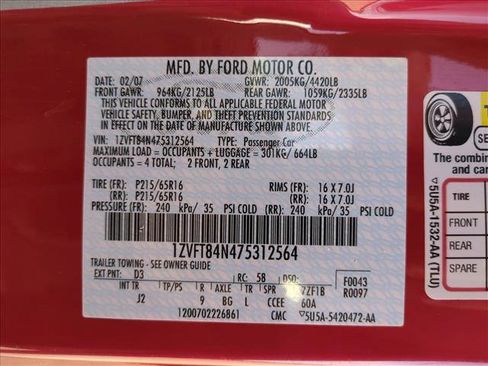 MFD. BY FORD MOTOR CO.
DATE: 02/07 GVWR: 2005KG/4420LB
FRONT GAWR: 964KG/2125LB REAR GAWR: 1059KG/2335LB
THIS VEHICLE CONFORMS TO ALL APPLICABLE FEDERAL MOTOR
VEHICLE SAFETY, BUMPER, AND THEFT PREVENTION STANDARDS
IN EFFECT ON THE DATE OF MANUFACTURE SHOWN ABOVE.
VIN: 1ZVFT84N475312564 TYPE: Passenger Car
MAXIMUM LOAD = OCCUPANTS + LUGGAGE = 301KG/ 664LB
OCCUPANTS = 4 TOTAL; 2 FRONT, 2 REAR
TIRE (FR): P215/65R16 RIMS (FR): 16 X 7.0J
TIRE (RR): P215/65R16 (RR): 16 X 7.0J
PRESSURE (FR): 240 kPa/ 35 PSI COLD (RR): 240 kPa/ 35 PSI COLD
1ZVFT84N475312564
TRAILER TOWING - SEE OWNER GUIDE
EXT PNT: D3 RC: 58 DSO: F0043
INT TR TP/PS R AXLE TR SPR 7ZF1B R0097
J2 9 BG L CCEE 60A
1200702226861 CMC 5U5A-5420472-AA
5U5A-1532-AA (TLU)
The combined
and car
TIRE
FRONT
REAR
SPARE